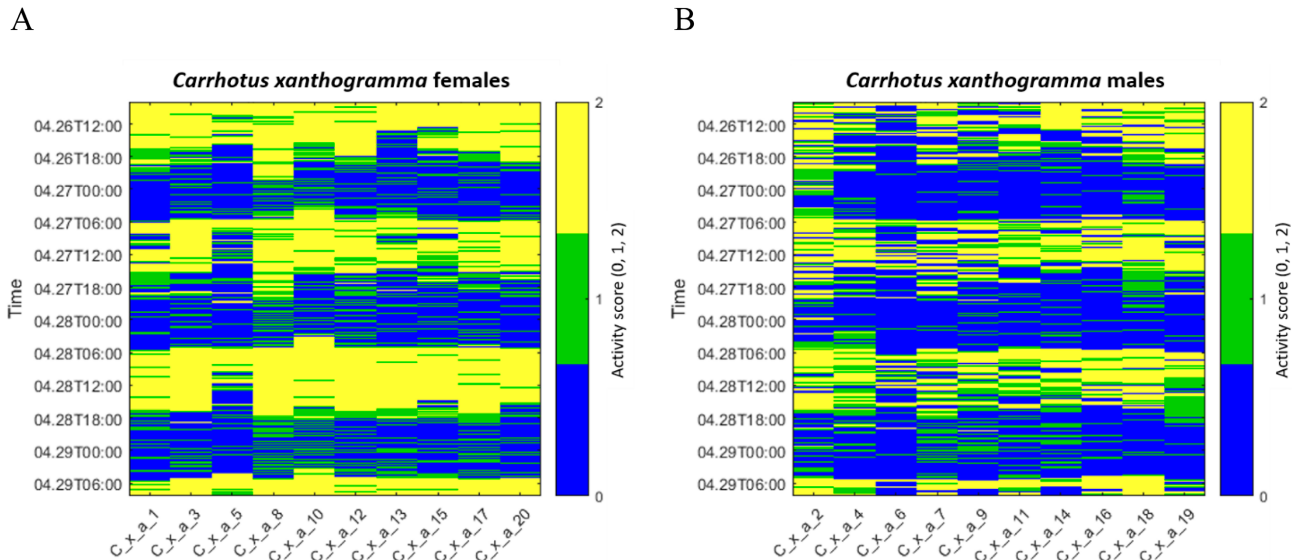 A
B
Carrhotus xanthogramma females
Carrhotus xanthogramma males
Time
04.26T12:00
04.26T18:00
04.27T00:00
04.27T06:00
04.27T12:00
04.27T18:00
04.28T00:00
04.28T06:00
04.28T12:00
04.28T18:00
04.29T00:00
04.29T06:00
C_x_a_1
C_x_a_3
C_x_a_5
C_x_a_8
C_x_a_10
C_x_a_12
C_x_a_13
C_x_a_15
C_x_a_17
C_x_a_20
2
1
0
Activity score (0, 1, 2)
Time
04.26T12:00
04.26T18:00
04.27T00:00
04.27T06:00
04.27T12:00
04.27T18:00
04.28T00:00
04.28T06:00
04.28T12:00
04.28T18:00
04.29T00:00
04.29T06:00
C_x_a_2
C_x_a_4
C_x_a_6
C_x_a_7
C_x_a_9
C_x_a_11
C_x_a_14
C_x_a_16
C_x_a_18
C_x_a_19
2
1
0
Activity score (0, 1, 2)